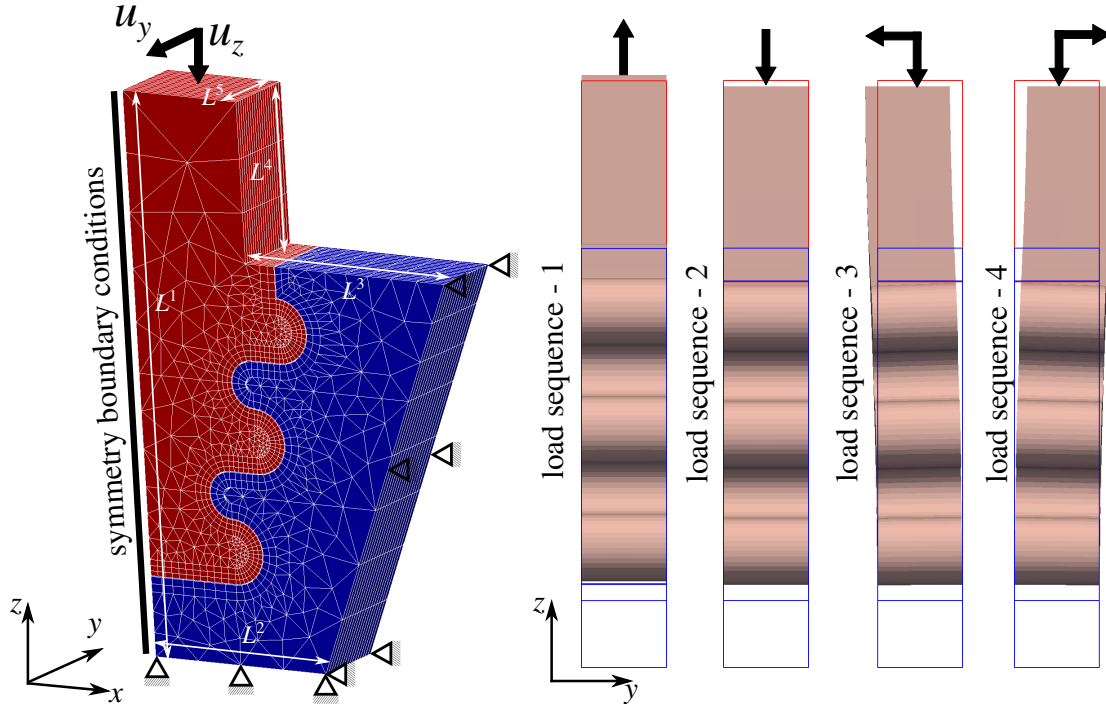 u_y
u_z
L^5
L^4
symmetry boundary conditions
L^1
L^3
L^2
z
y
x
load sequence - 1
load sequence - 2
load sequence - 3
load sequence - 4
z
y